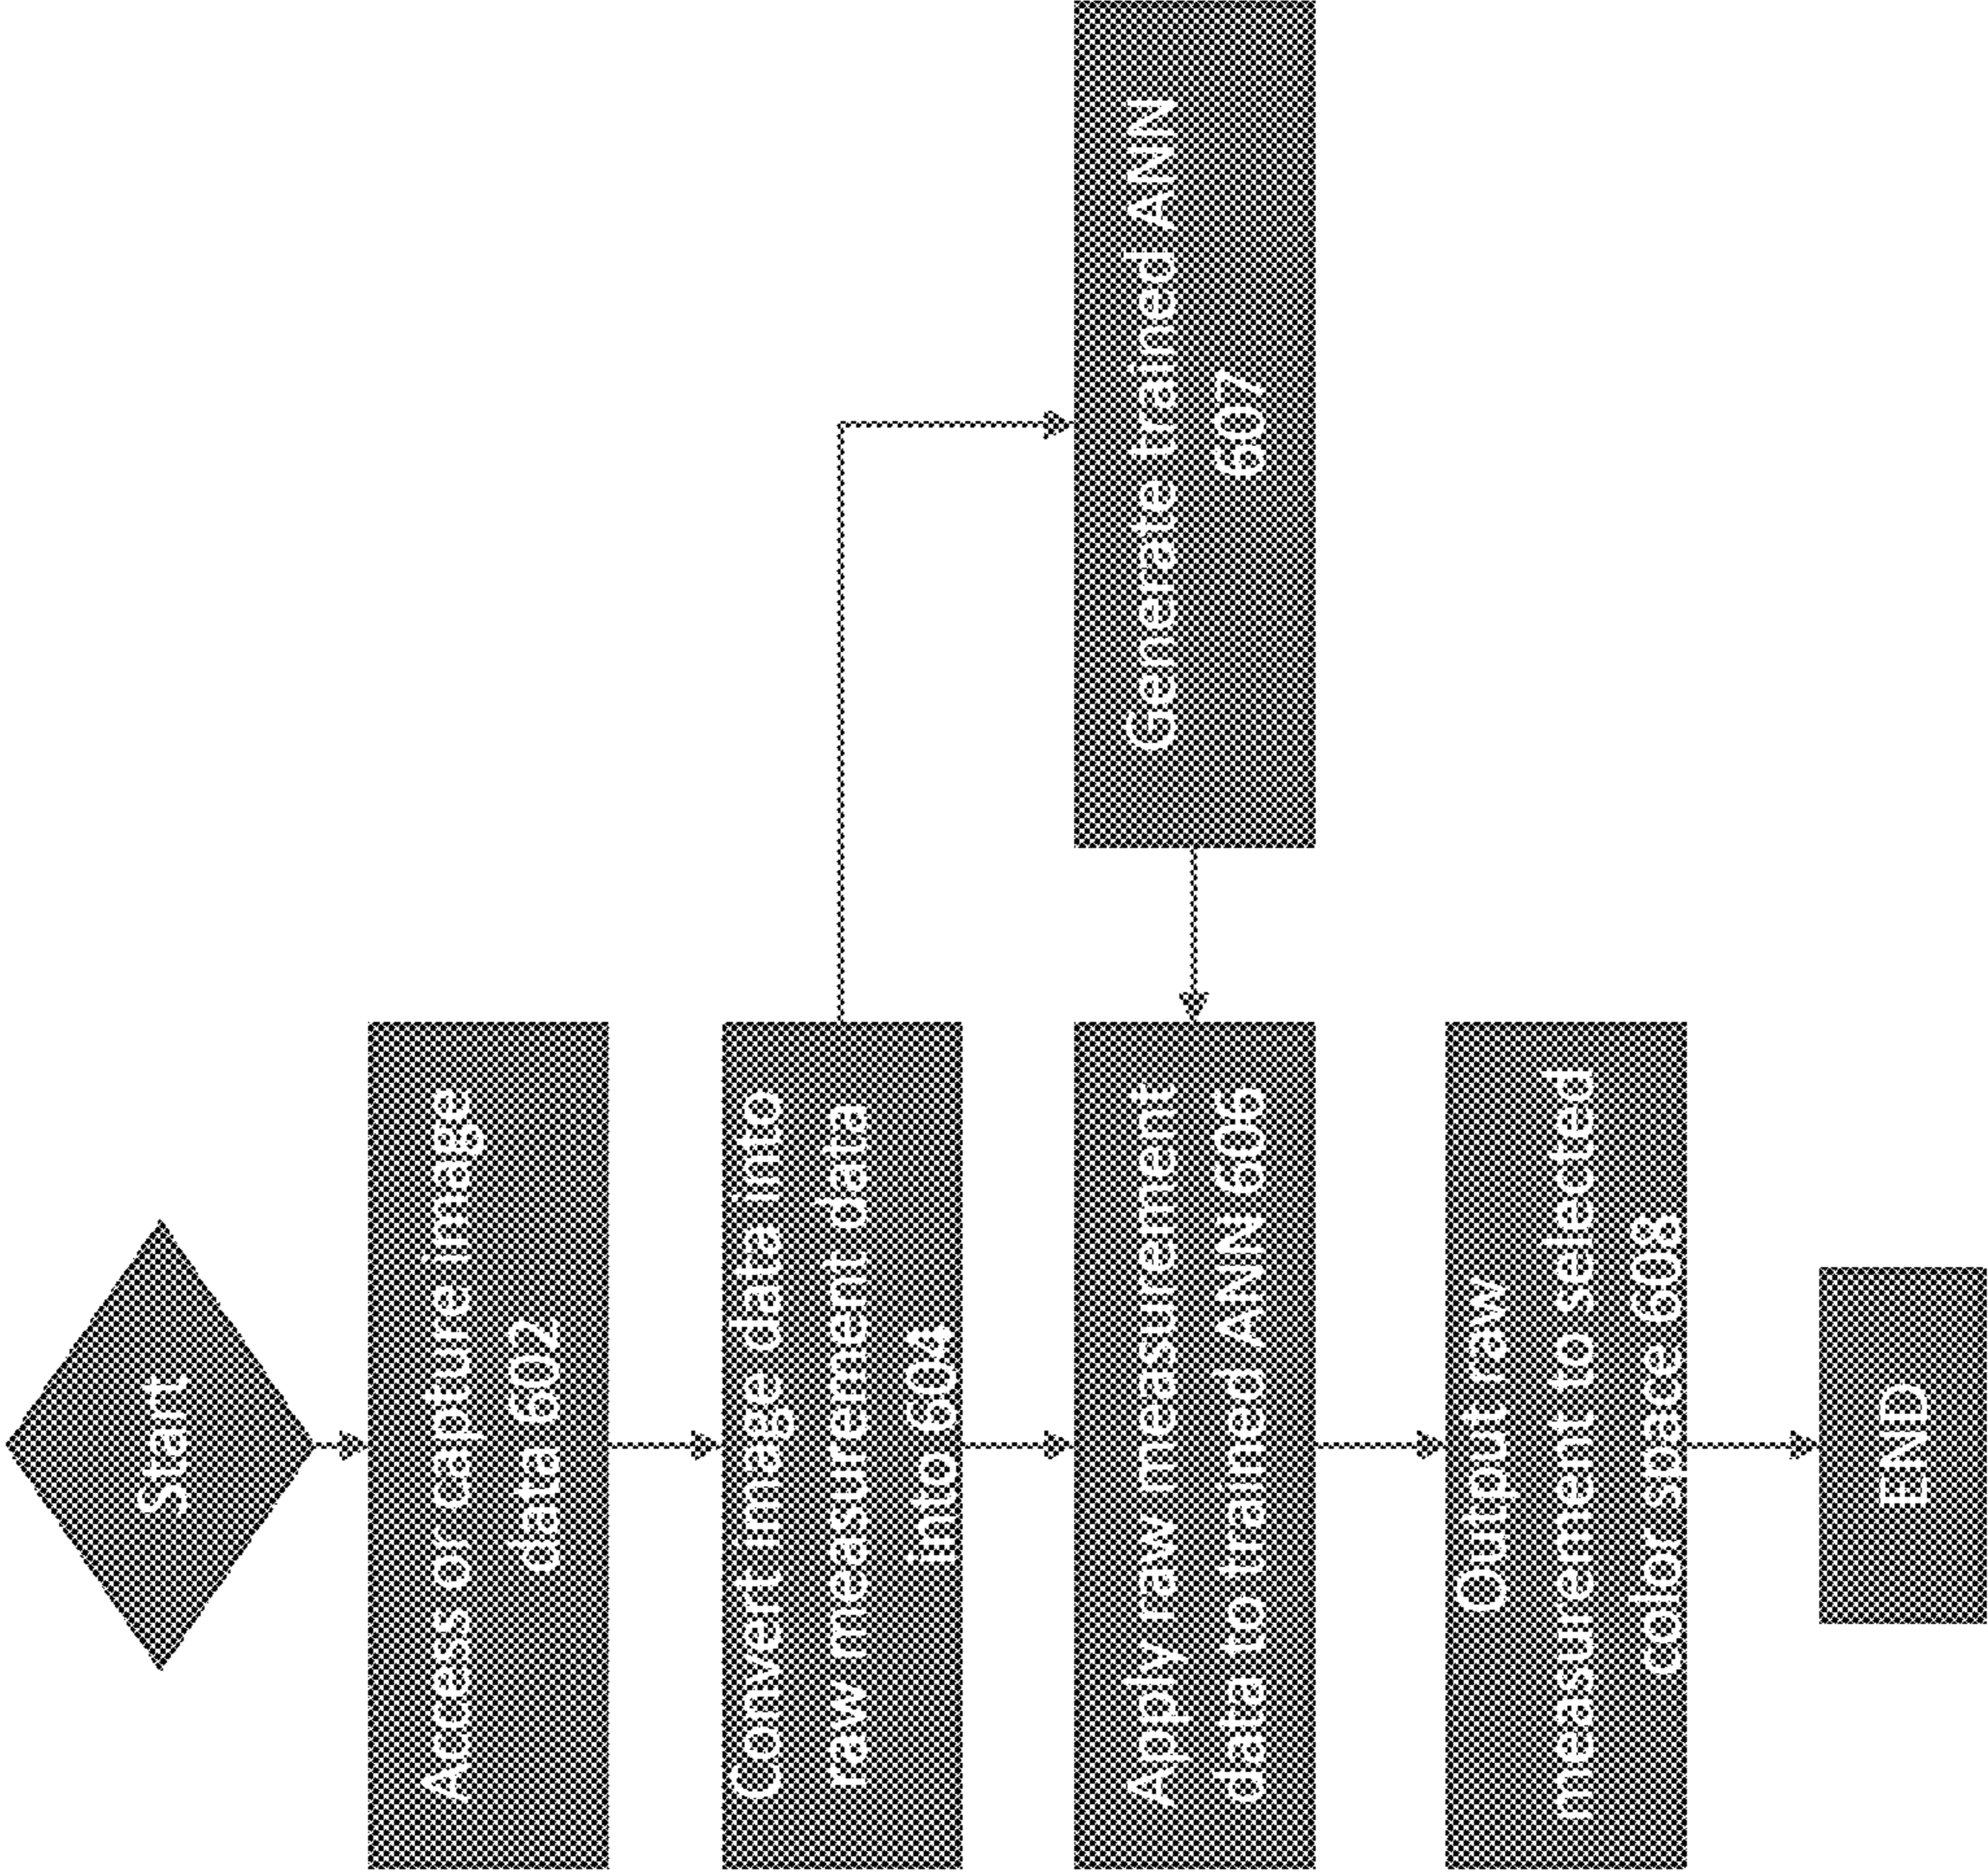 Start
Access or capture image
data 602
Convert image data into
raw measurement data
into 604
Apply raw measurement
data to trained ANN 606
Generate trained ANN
607
Output raw
measurement to selected
color space 608
END